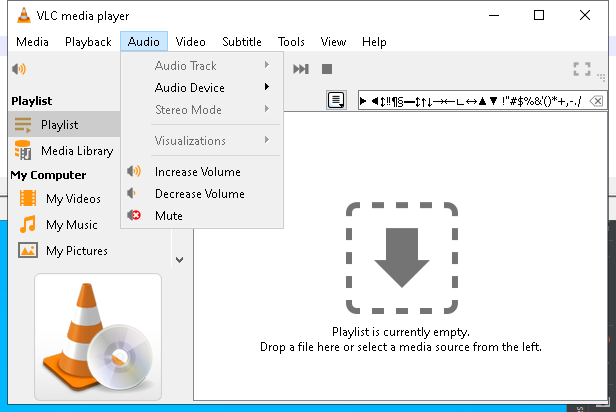 VLC media player
Media Playback Audio Video Subtitle Tools View Help
Audio Track
Audio Device
Stereo Mode
Visualizations
Increase Volume
Decrease Volume
Mute
►◄↕‼¶§▬↨↑↓→←∟↔▲▼ !"#$%&'()*+,-./
Playlist
Playlist
Media Library
My Computer
My Videos
My Music
My Pictures
Playlist is currently empty.
Drop a file here or select a media source from the left.